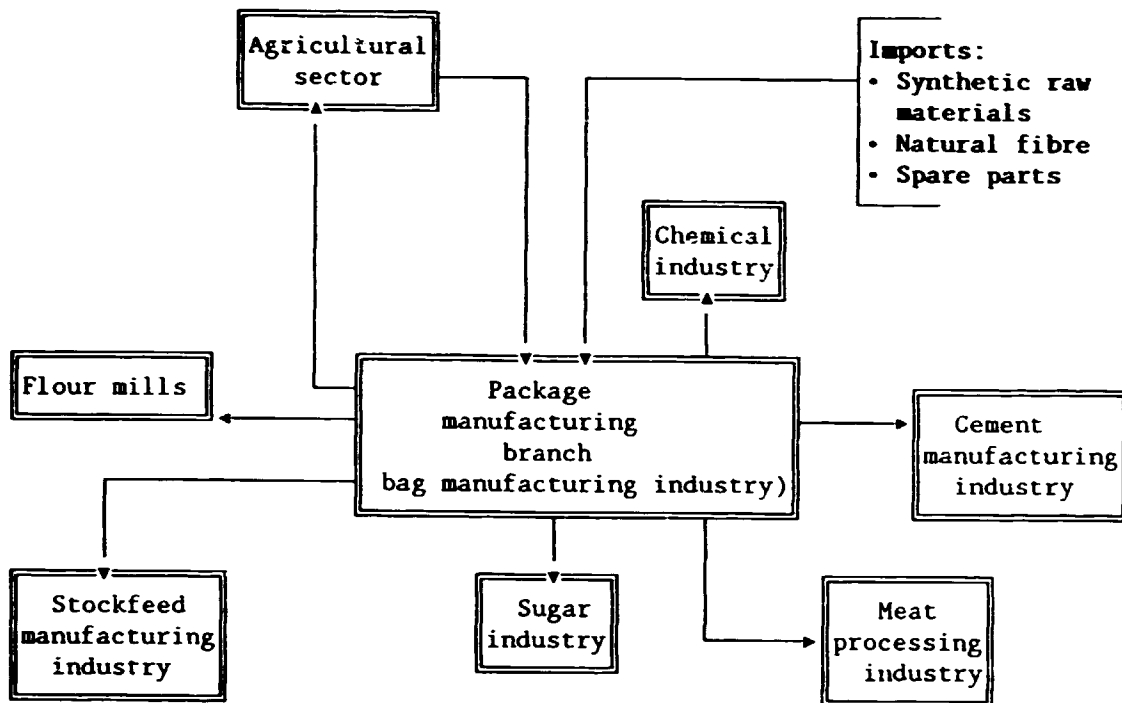 Agricultural
sector
Imports:
• Synthetic raw
materials
• Natural fibre
• Spare parts
Chemical
industry
Flour mills
Package
manufacturing
branch
bag manufacturing industry)
Cement
manufacturing
industry
Stockfeed
manufacturing
industry
Sugar
industry
Meat
processing
industry